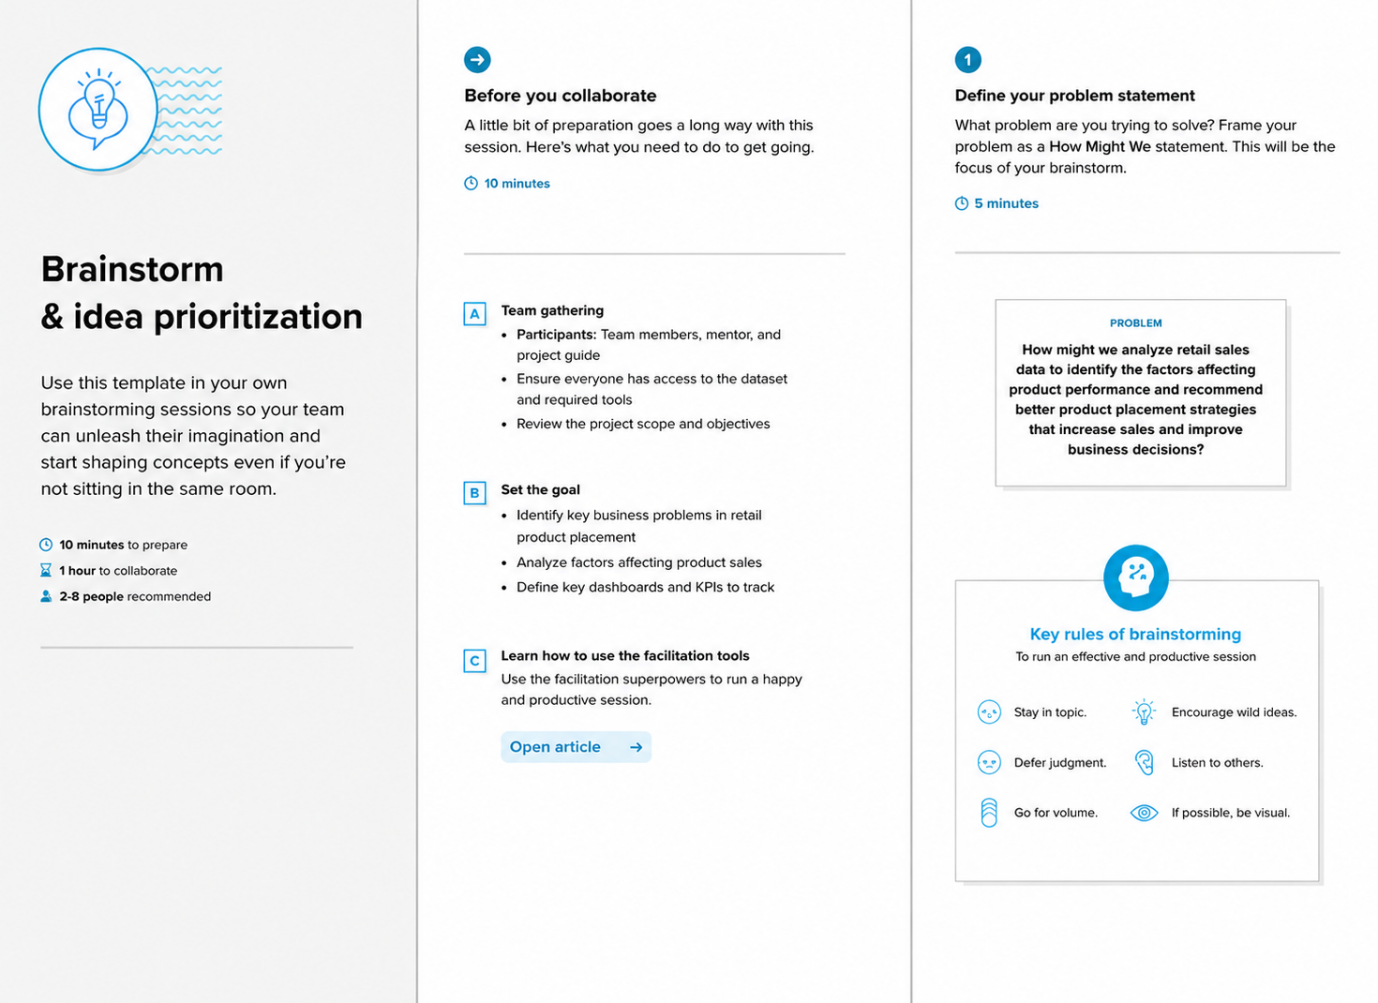 Brainstorm
& idea prioritization
Use this template in your own
brainstorming sessions so your team
can unleash their imagination and
start shaping concepts even if you're
not sitting in the same room.
10 minutes to prepare
1 hour to collaborate
2-8 people recommended
Before you collaborate
A little bit of preparation goes a long way with this
session. Here's what you need to do to get going.
10 minutes
A Team gathering
• Participants: Team members, mentor, and
project guide
• Ensure everyone has access to the dataset
and required tools
• Review the project scope and objectives
B Set the goal
• Identify key business problems in retail
product placement
• Analyze factors affecting product sales
• Define key dashboards and KPIs to track
C Learn how to use the facilitation tools
Use the facilitation superpowers to run a happy
and productive session.
Open article →
1
Define your problem statement
What problem are you trying to solve? Frame your
problem as a How Might We statement. This will be the
focus of your brainstorm.
5 minutes
PROBLEM
How might we analyze retail sales
data to identify the factors affecting
product performance and recommend
better product placement strategies
that increase sales and improve
business decisions?
Key rules of brainstorming
To run an effective and productive session
Stay in topic. Encourage wild ideas.
Defer judgment. Listen to others.
Go for volume. If possible, be visual.